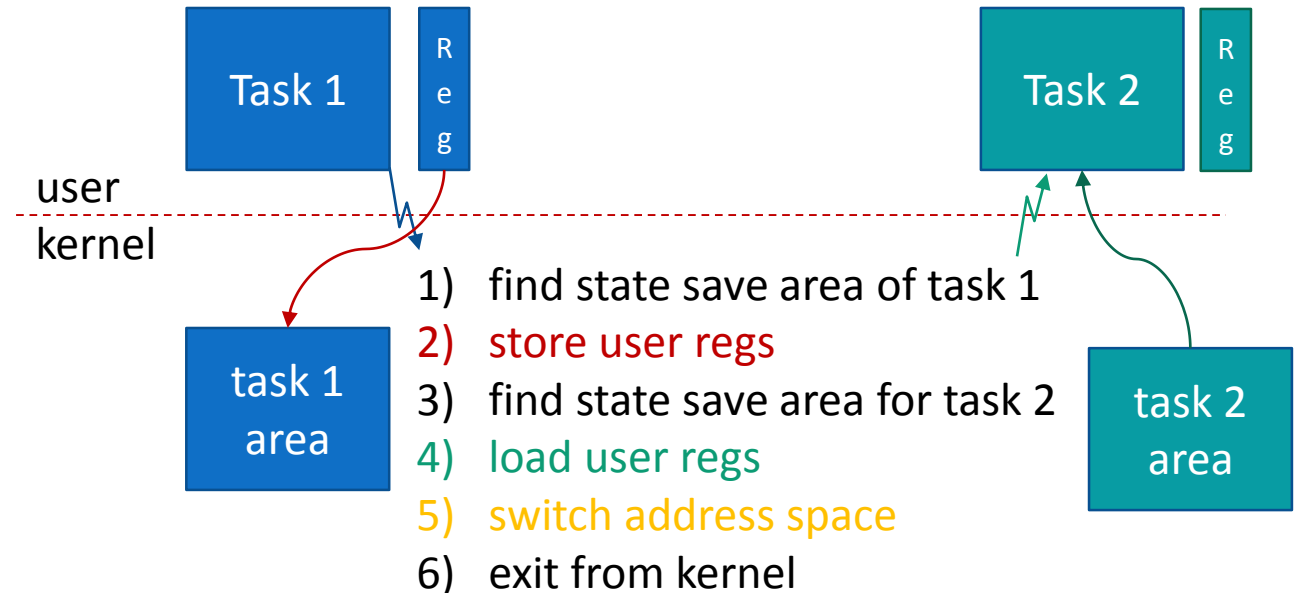 Task 1
R
e
g
Task 2
R
e
g
user
kernel
1) find state save area of task 1
2) store user regs
3) find state save area for task 2
4) load user regs
5) switch address space
6) exit from kernel
task 1
area
task 2
area